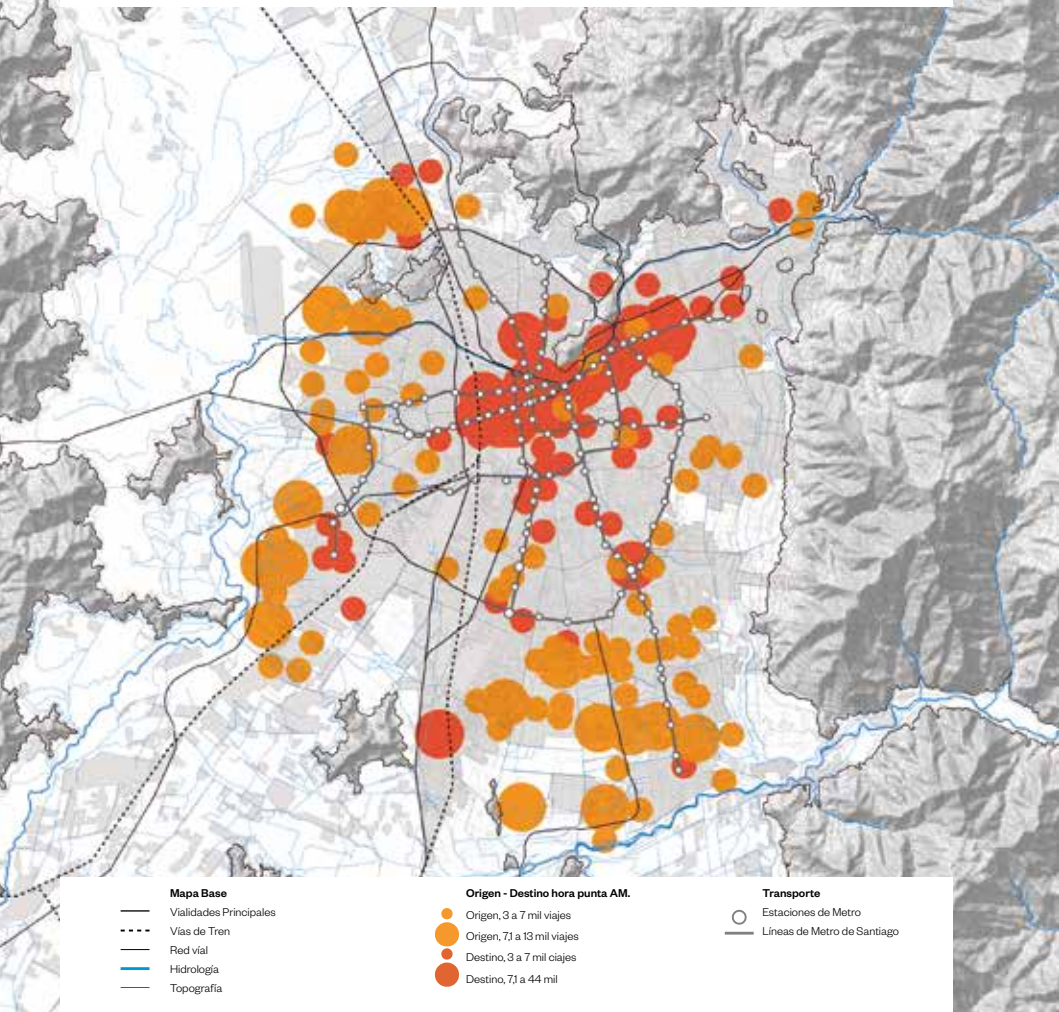 Mapa Base
Vialidades Principales
Vías de Tren
Red víal
Hidrología
Topografía
Origen - Destino hora punta AM.
Origen, 3 a 7 mil viajes
Origen, 7,1 a 13 mil viajes
Destino, 3 a 7 mil ciajes
Destino, 7,1 a 44 mil
Transporte
Estaciones de Metro
Líneas de Metro de Santiago